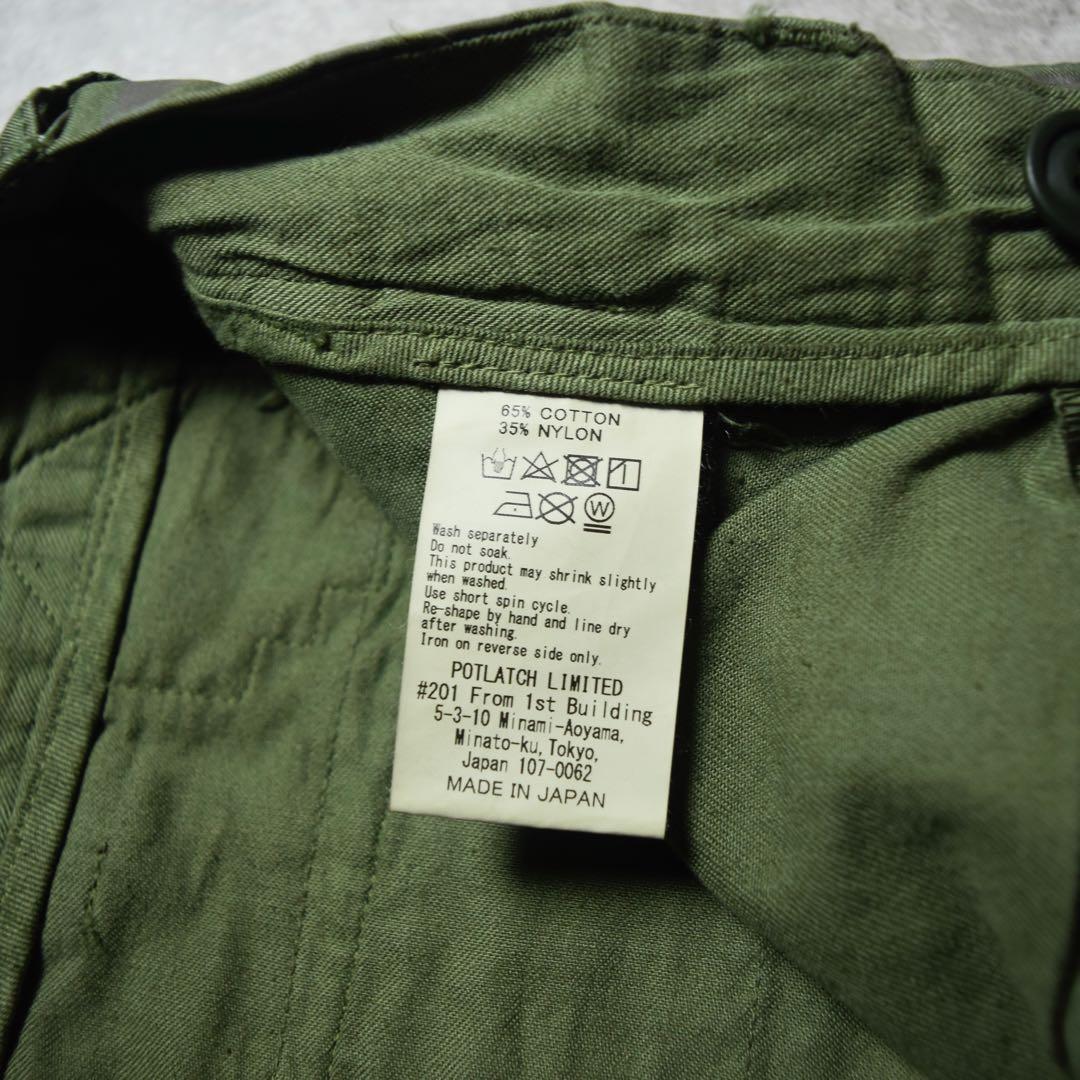 65% COTTON
35% NYLON
W
Wash separately
Do not soak.
This product may shrink slightly
when washed.
Use short spin cycle.
Re-shape by hand and line dry
after washing.
Iron on reverse side only.
POTLATCH LIMITED
#201 From 1st Building
5-3-10 Minami-Aoyama,
Minato-ku, Tokyo,
Japan 107-0062
MADE IN JAPAN